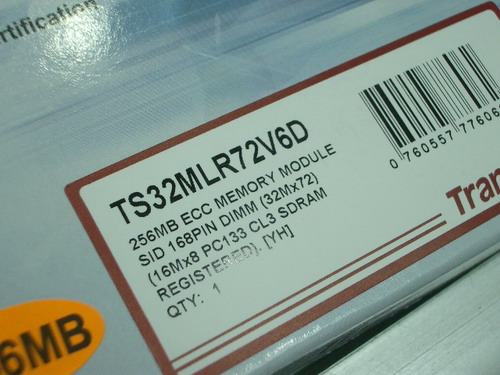 rtification
TS32MLR72V6D
256MB ECC MEMORY MODULE
SID 168PIN DIMM (32Mx72)
(16Mx8 PC133 CL3 SDRAM
REGISTERED). [YH]
QTY: 1
0 760557 77606
Tran
6MB